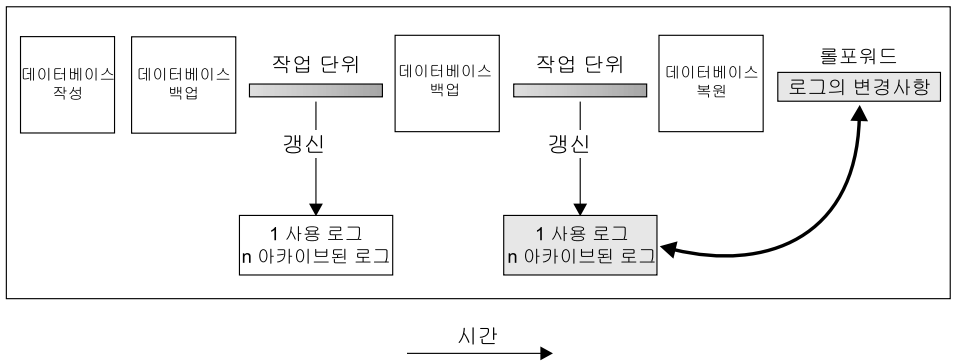 데이터베이스
작성
데이터베이스
백업
작업 단위
갱신
1 사용 로그
n 아카이브된 로그
데이터베이스
백업
작업 단위
갱신
1 사용 로그
n 아카이브된 로그
데이터베이스
복원
롤포워드
로그의 변경사항
시간